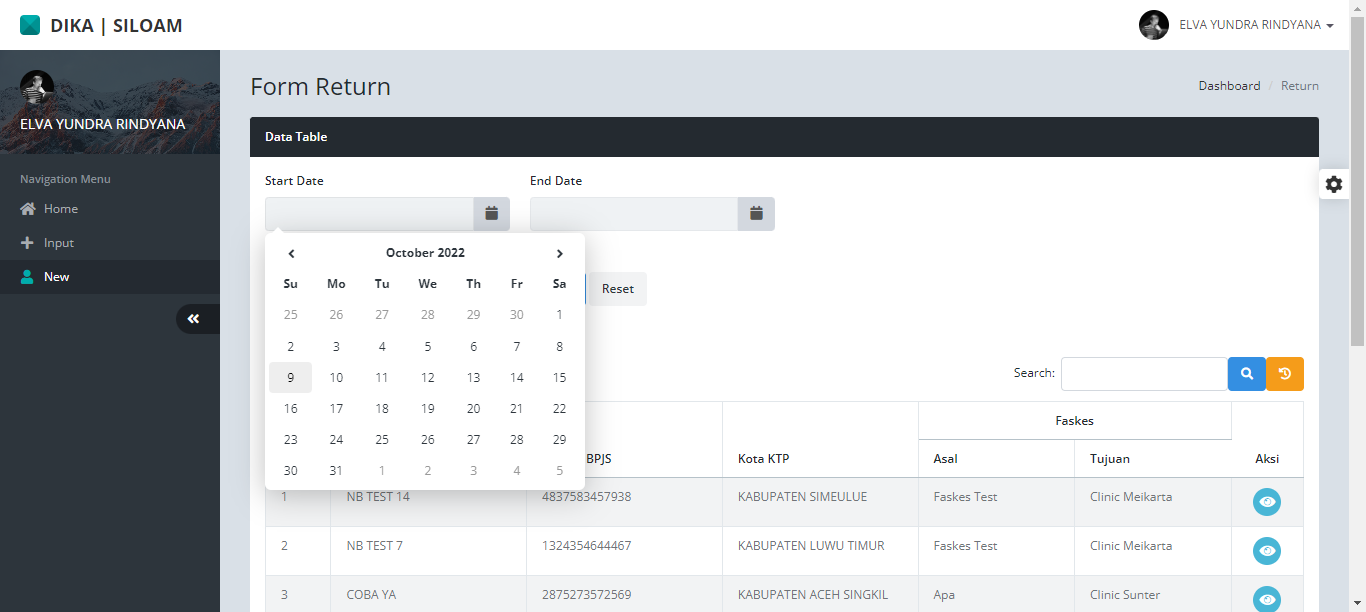 DIKA | SILOAM
ELVA YUNDRA RINDYANA
ELVA YUNDRA RINDYANA
Navigation Menu
Home
Input
New
Form Return
Dashboard / Return
Data Table
Start Date End Date
October 2022
Su Mo Tu We Th Fr Sa
25 26 27 28 29 30 1
2 3 4 5 6 7 8
9 10 11 12 13 14 15
16 17 18 19 20 21 22
23 24 25 26 27 28 29
30 31 1 2 3 4 5
Reset
Search:
Faskes
BPJS Kota KTP Asal Tujuan Aksi
1 NB TEST 14 4837583457938 KABUPATEN SIMEULUE Faskes Test Clinic Meikarta
2 NB TEST 7 1324354644467 KABUPATEN LUWU TIMUR Faskes Test Clinic Meikarta
3 COBA YA 2875273572569 KABUPATEN ACEH SINGKIL Apa Clinic Sunter